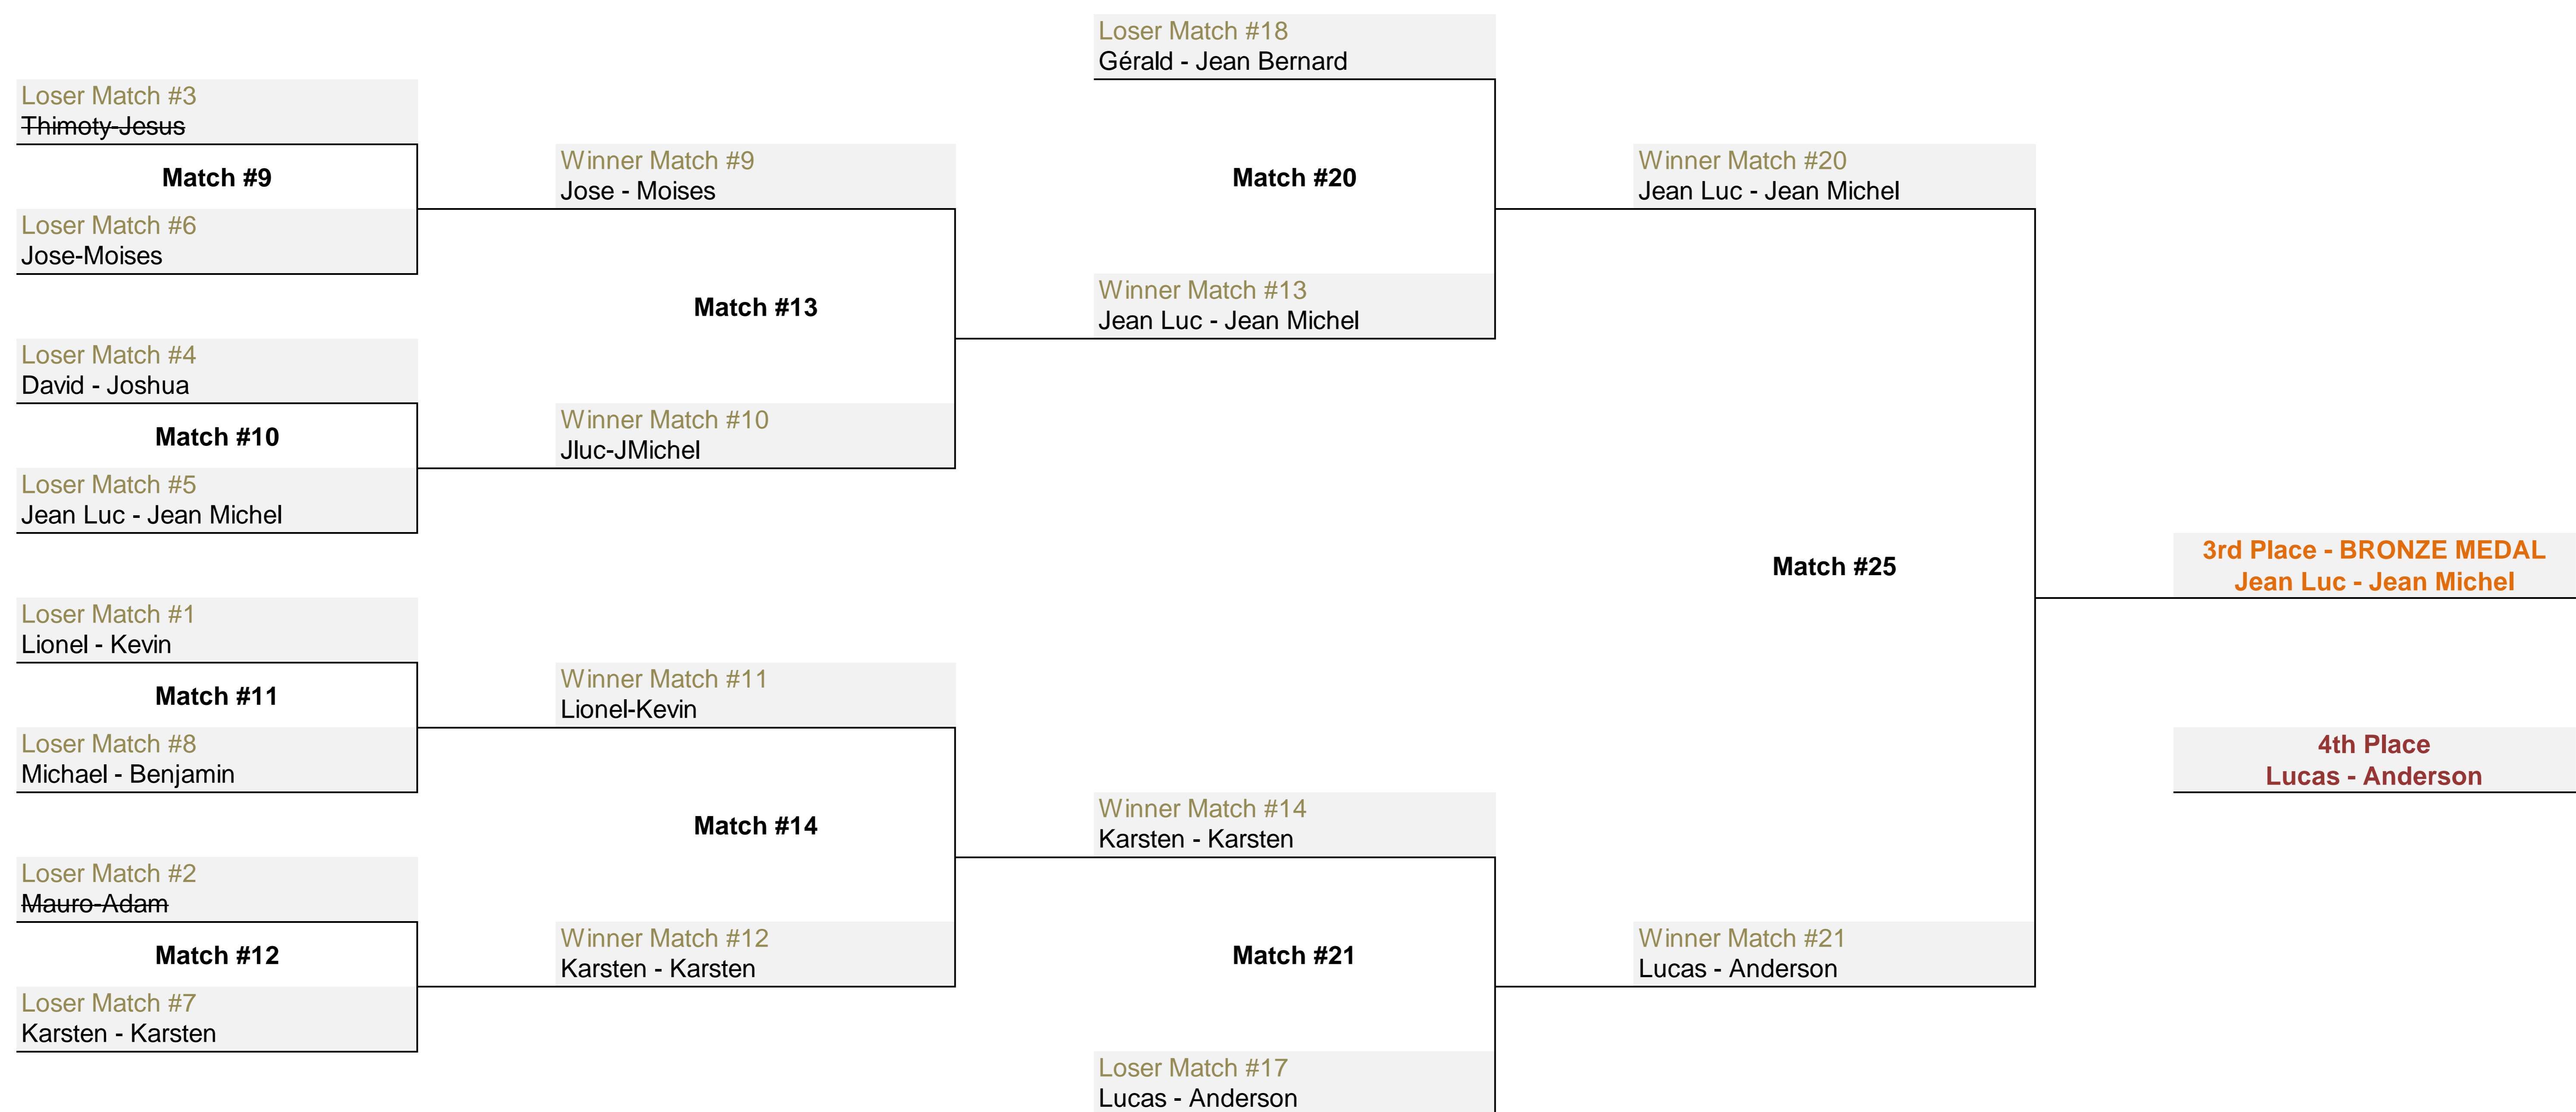 Loser Match #18
Gérald - Jean Bernard
Loser Match #3
Thimoty-Jesus
Match #9
Loser Match #6
Jose-Moises
Winner Match #9
Jose - Moises
Match #13
Match #20
Winner Match #20
Jean Luc - Jean Michel
Winner Match #13
Jean Luc - Jean Michel
Loser Match #4
David - Joshua
Match #10
Loser Match #5
Jean Luc - Jean Michel
Winner Match #10
Jluc-JMichel
Match #25
3rd Place - BRONZE MEDAL
Jean Luc - Jean Michel
Loser Match #1
Lionel - Kevin
Match #11
Loser Match #8
Michael - Benjamin
Winner Match #11
Lionel-Kevin
4th Place
Lucas - Anderson
Match #14
Winner Match #14
Karsten - Karsten
Loser Match #2
Mauro-Adam
Match #12
Loser Match #7
Karsten - Karsten
Winner Match #12
Karsten - Karsten
Match #21
Winner Match #21
Lucas - Anderson
Loser Match #17
Lucas - Anderson